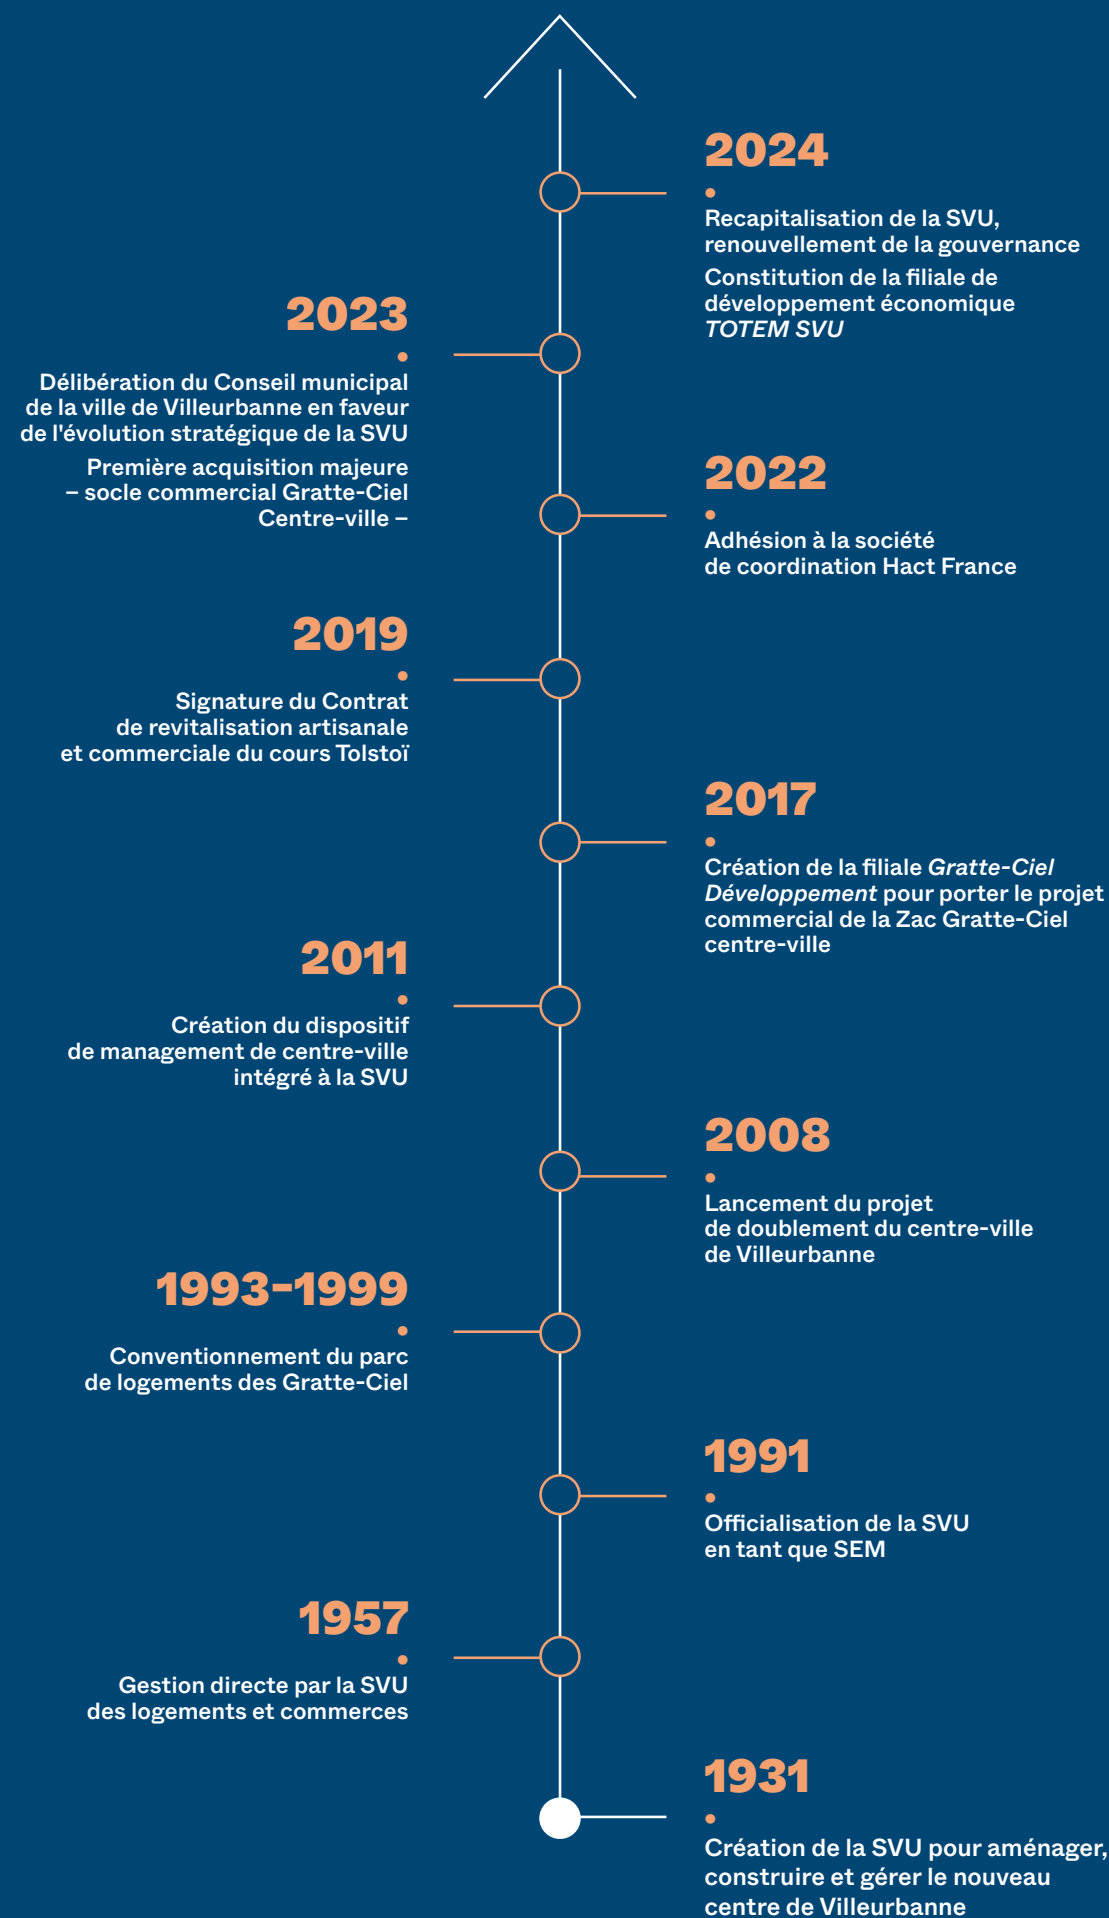 2024
Recapitalisation de la SVU,
renouvellement de la gouvernance
Constitution de la filiale de
développement économique
TOTEM SVU
2023
Délibération du Conseil municipal
de la ville de Villeurbanne en faveur
de l'évolution stratégique de la SVU
Première acquisition majeure
– socle commercial Gratte-Ciel
Centre-ville –
2022
Adhésion à la société
de coordination Hact France
2019
Signature du Contrat
de revitalisation artisanale
et commerciale du cours Tolstoï
2017
Création de la filiale Gratte-Ciel
Développement pour porter le projet
commercial de la Zac Gratte-Ciel
centre-ville
2011
Création du dispositif
de management de centre-ville
intégré à la SVU
2008
Lancement du projet
de doublement du centre-ville
de Villeurbanne
1993-1999
Conventionnement du parc
de logements des Gratte-Ciel
1991
Officialisation de la SVU
en tant que SEM
1957
Gestion directe par la SVU
des logements et commerces
1931
Création de la SVU pour aménager,
construire et gérer le nouveau
centre de Villeurbanne